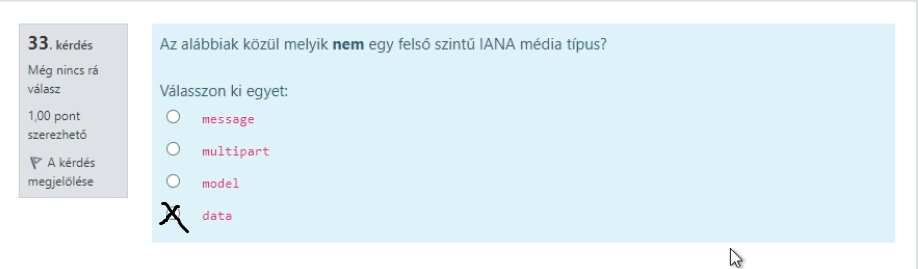 33. kérdés
Még nincs rá
válasz
1,00 pont
szerezhető
A kérdés
megjelölése
Az alábbiak közül melyik nem egy felső szintű IANA média típus?
Válasszon ki egyet:
message
multipart
model
data